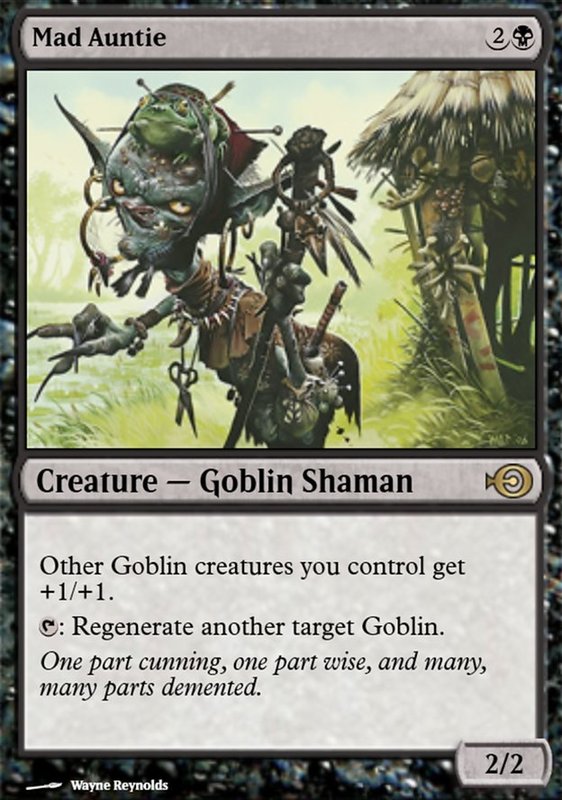 Mad Auntie 2
Creature — Goblin Shaman
Other Goblin creatures you control get
+1/+1.
: Regenerate another target Goblin.
One part cunning, one part wise, and many,
many parts demented.
2/2
Wayne Reynolds